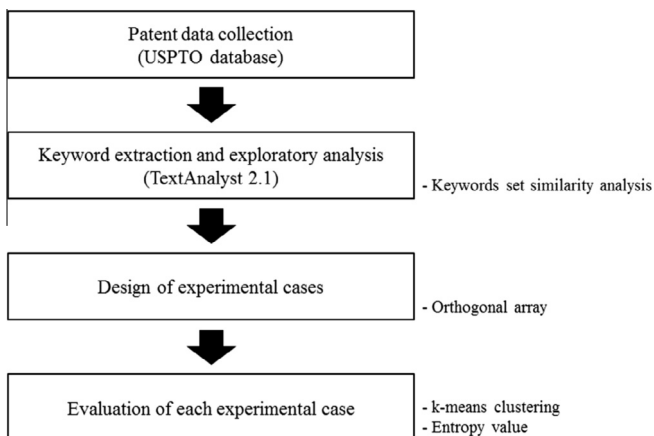 Patent data collection
(USPTO database)
Keyword extraction and exploratory analysis
(TextAnalyst 2.1)
- Keywords set similarity analysis
Design of experimental cases
- Orthogonal array
Evaluation of each experimental case
- k-means clustering
- Entropy value